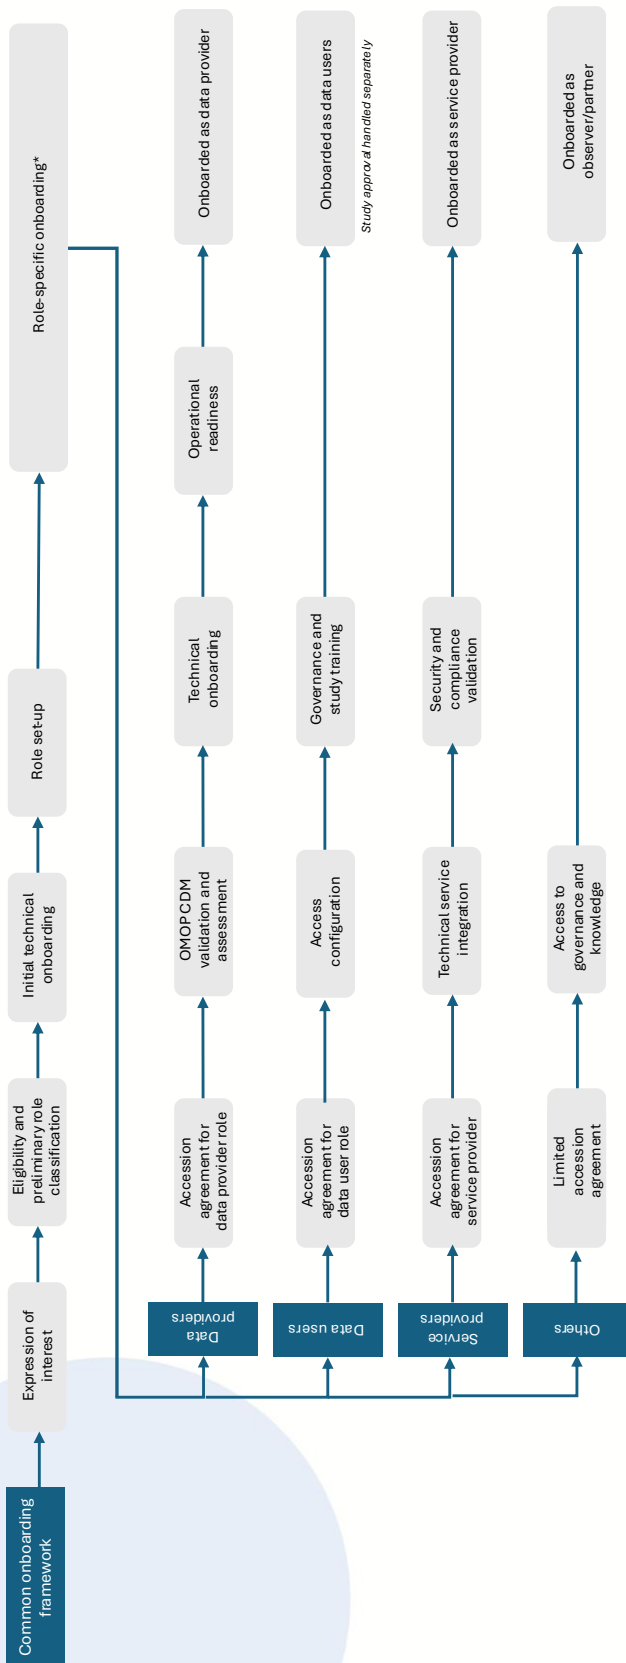 Common onboarding
framework
Expression of
interest
Eligibility and
preliminary role
classification
Initial technical
onboarding
Role set-up
Role-specific onboarding*
Data
providers
Accession
agreement for
data provider role
OMOP CDM
validation and
assessment
Technical
onboarding
Operational
readiness
Onboarded as data provider
Data users
Accession
agreement for
data user role
Access
configuration
Governance and
study training
Onboarded as data users
Study approval handled separately
Service
providers
Accession
agreement for
service provider
Technical service
integration
Security and
compliance
validation
Onboarded as service provider
Others
Limited
accession
agreement
Access to
governance and
knowledge
Onboarded as
observer/partner